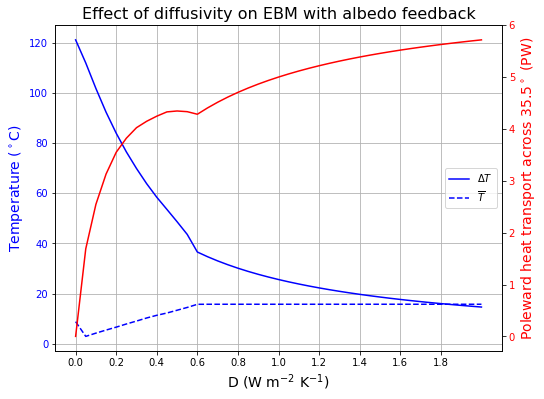 Effect of diffusivity on EBM with albedo feedback
Temperature (°C)
120
100
80
60
40
20
0
ΔT
T̅
6
5
4
3
2
1
0
Poleward heat transport across 35.5° (PW)
0.0 0.2 0.4 0.6 0.8 1.0 1.2 1.4 1.6 1.8
D (W m⁻² K⁻¹)